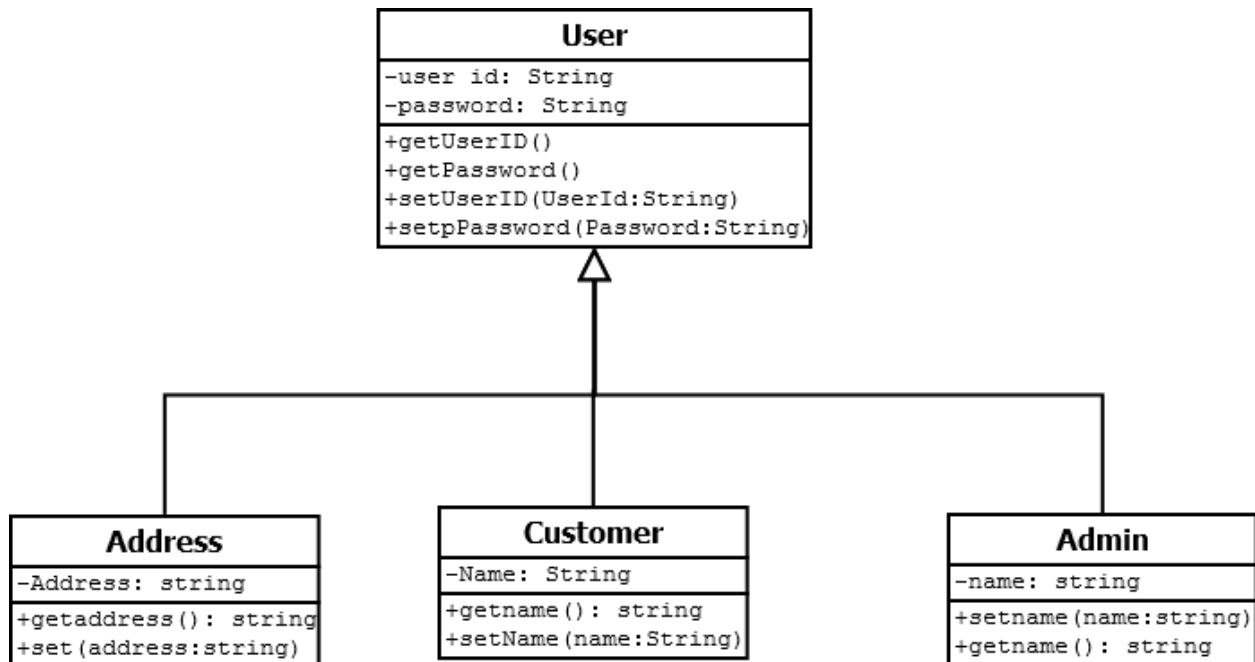 User
-user id: String
-password: String
+getUserID()
+getPassword()
+setUserID(UserId:String)
+setpPassword(Password:String)
Address
-Address: string
+getaddress(): string
+set(address:string)
Customer
-Name: String
+getname(): string
+setName(name:String)
Admin
-name: string
+setname(name:string)
+getname(): string